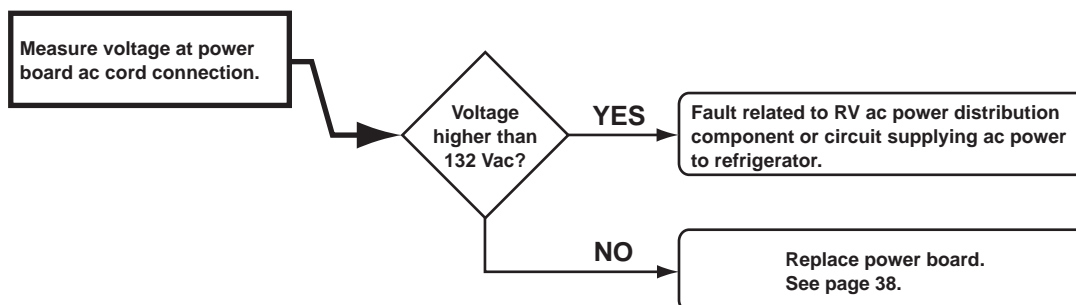 Measure voltage at power
board ac cord connection.
Voltage
higher than
132 Vac?
YES
Fault related to RV ac power distribution
component or circuit supplying ac power
to refrigerator.
NO
Replace power board.
See page 38.